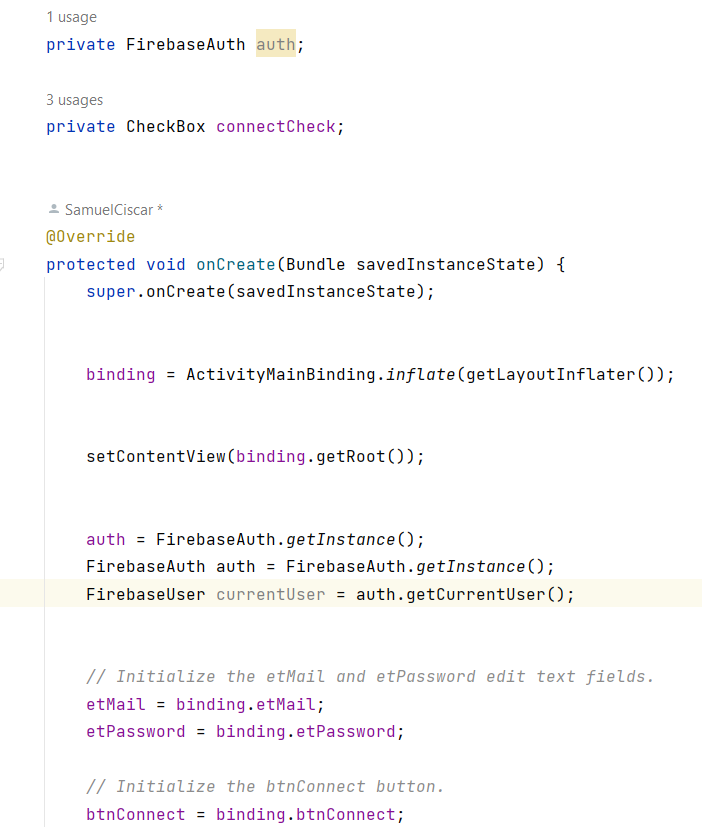 1 usage
private FirebaseAuth auth;
3 usages
private CheckBox connectCheck;
SamuelCiscar *
@Override
protected void onCreate(Bundle savedInstanceState) {
super.onCreate(savedInstanceState);
binding = ActivityMainBinding.inflate(getLayoutInflater());
setContentView(binding.getRoot());
auth = FirebaseAuth.getInstance();
FirebaseAuth auth = FirebaseAuth.getInstance();
FirebaseUser currentUser = auth.getCurrentUser();
// Initialize the etMail and etPassword edit text fields.
etMail = binding.etMail;
etPassword = binding.etPassword;
// Initialize the btnConnect button.
btnConnect = binding.btnConnect;